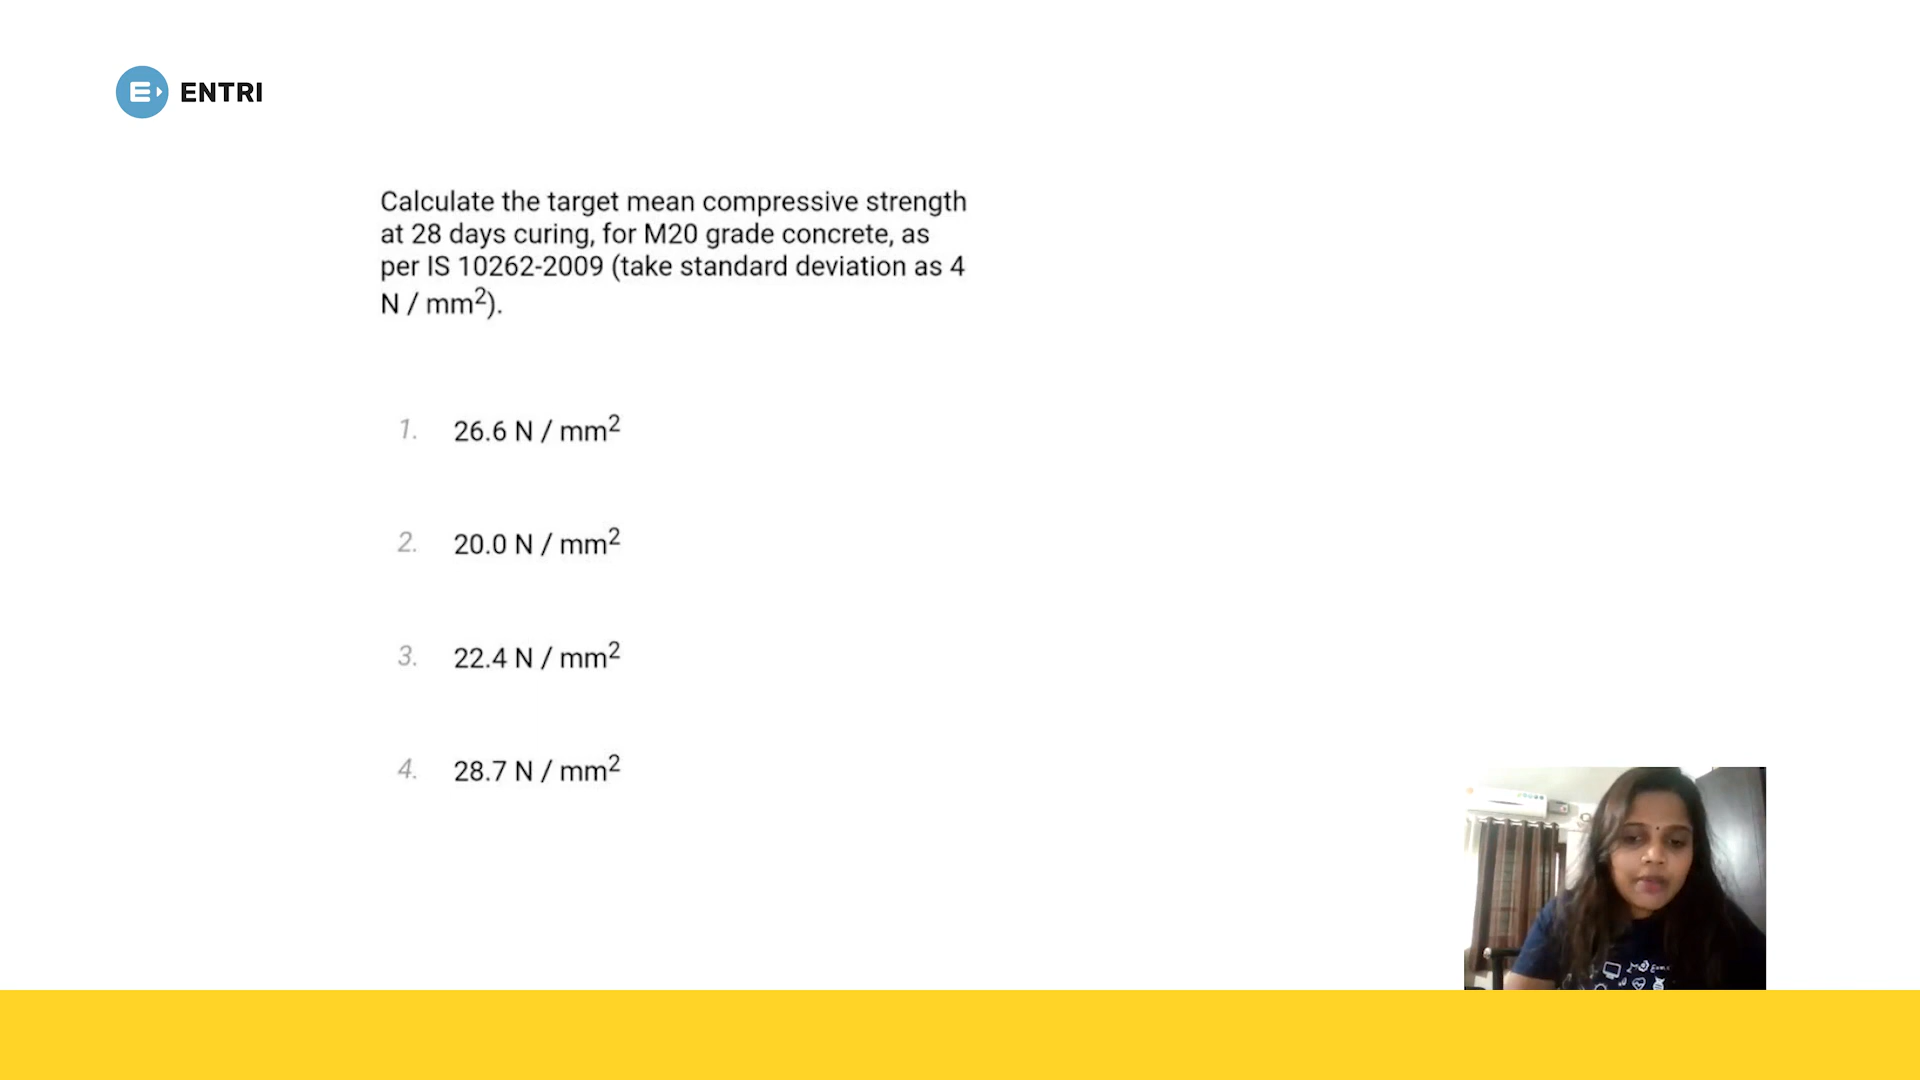 ENTRI
Calculate the target mean compressive strength
at 28 days curing, for M20 grade concrete, as
per IS 10262-2009 (take standard deviation as 4
N / mm²).
1. 26.6 N / mm²
2. 20.0 N / mm²
3. 22.4 N / mm²
4. 28.7 N / mm²